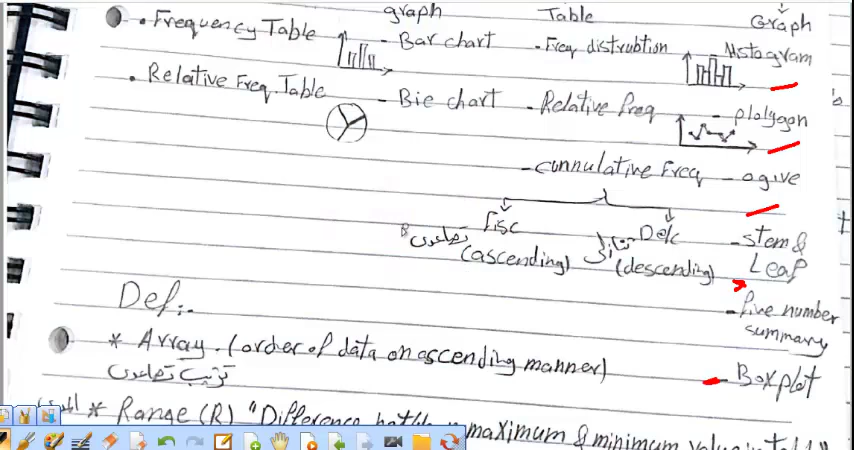 graph Table Graph
• Frequency Table - Bar chart - Freq distrubtion Histogram
• Relative Freq Table - Bie chart - Relative Freq - plolygon
- cunnulative Freq - ogive
Asc Desc - stem &
تصاعدى تنازلى Leaf
(ascending) (descending)
- five number
summary
Def:-
* Array. (order of data on ascending manner)
ترتيب تصاعدى - Boxplot
* Range (R) "Difference maximum & minimum value